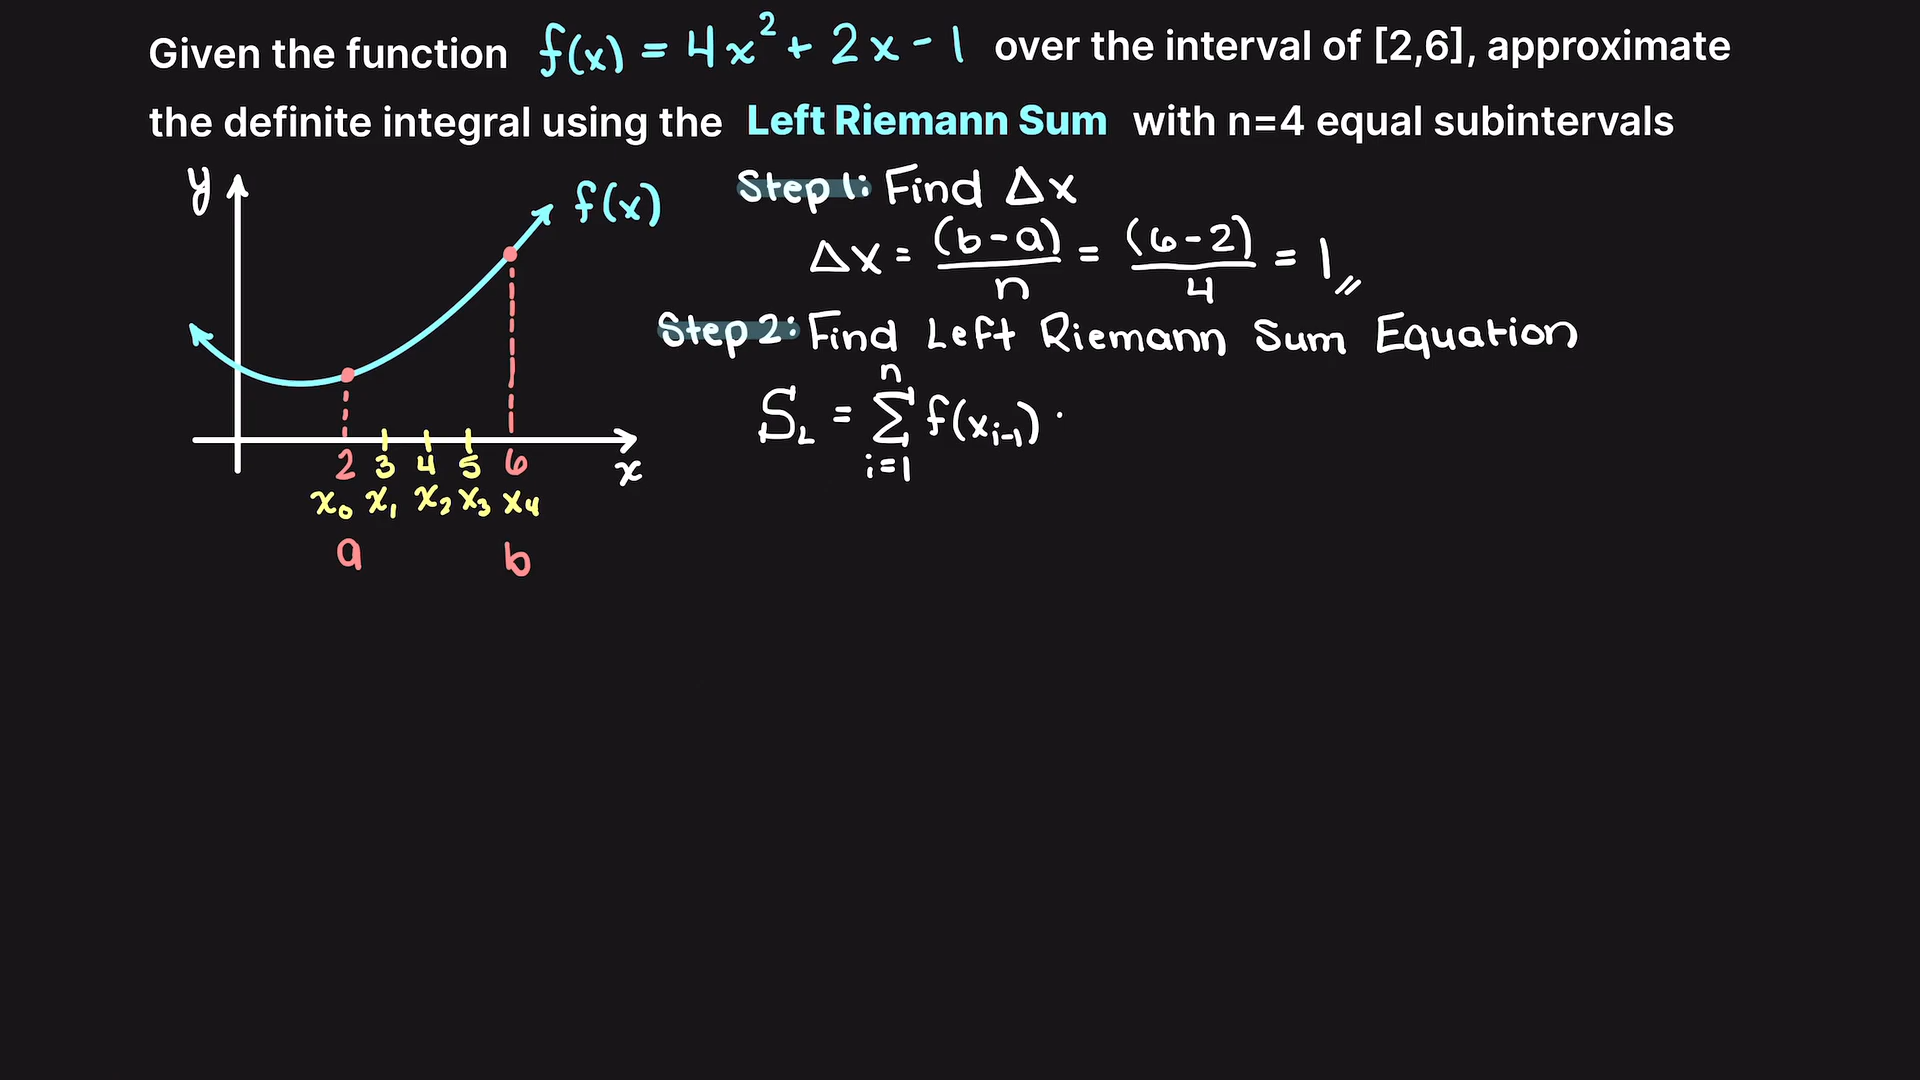 Given the function f(x) = 4x² + 2x - 1 over the interval of [2,6], approximate
the definite integral using the Left Riemann Sum with n=4 equal subintervals
y
f(x)
2 3 4 5 6
x
x₀ x₁ x₂ x₃ x₄
a b
Step 1: Find Δx
Δx = (b-a)/n = (6-2)/4 = 1
Step 2: Find Left Riemann Sum Equation
n
S_L = Σ f(x_{i-1}) ·
i=1